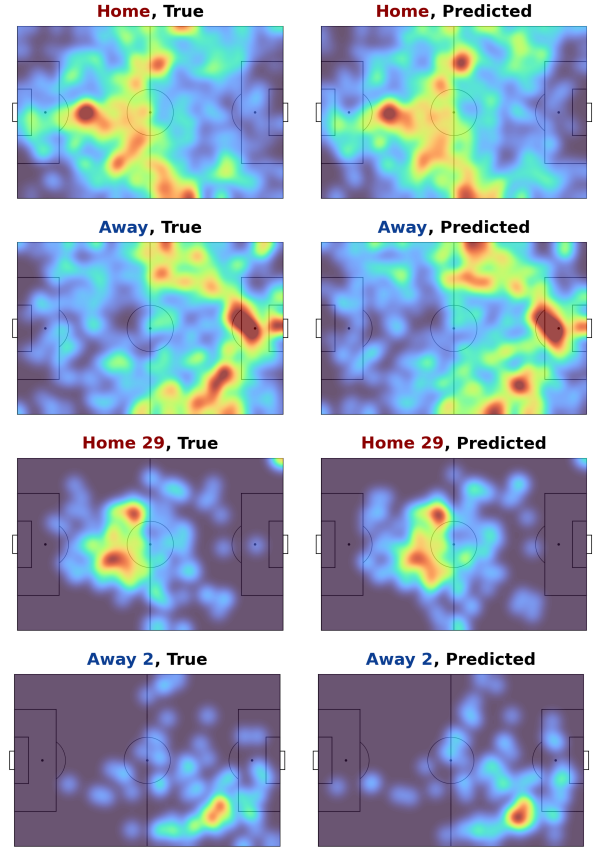 Home, True
Home, Predicted
Away, True
Away, Predicted
Home 29, True
Home 29, Predicted
Away 2, True
Away 2, Predicted